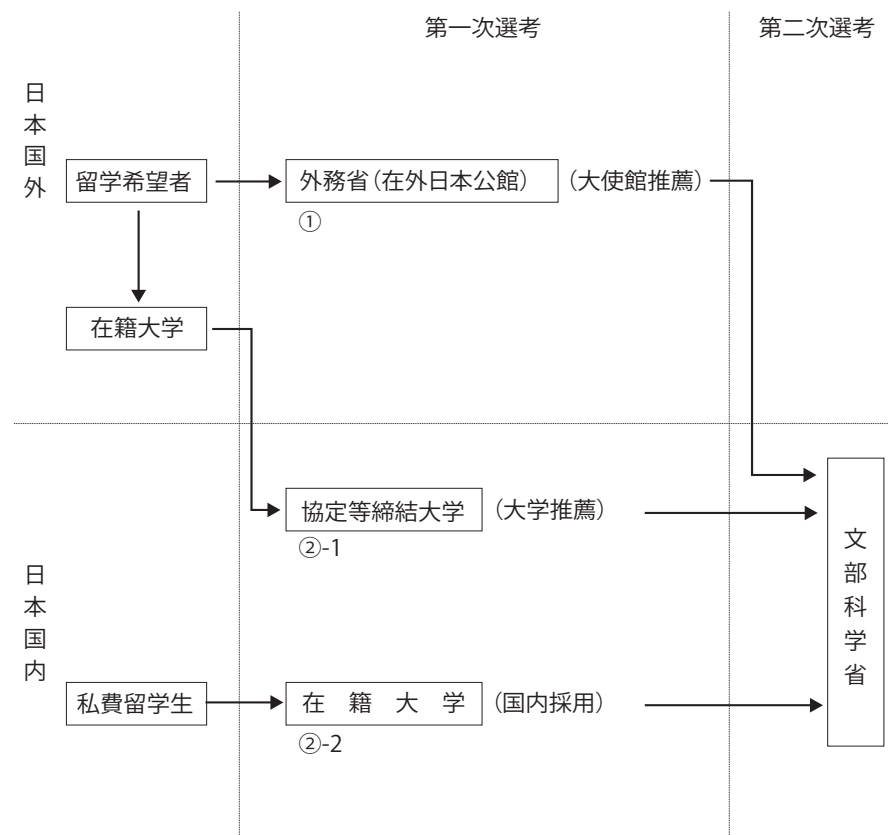 第一次選考
第二次選考
日本国外
留学希望者
外務省(在外日本公館)
(大使館推薦)
①
在籍大学
協定等締結大学
(大学推薦)
②-1
文部科学省
日本国内
私費留学生
在籍大学
(国内採用)
②-2